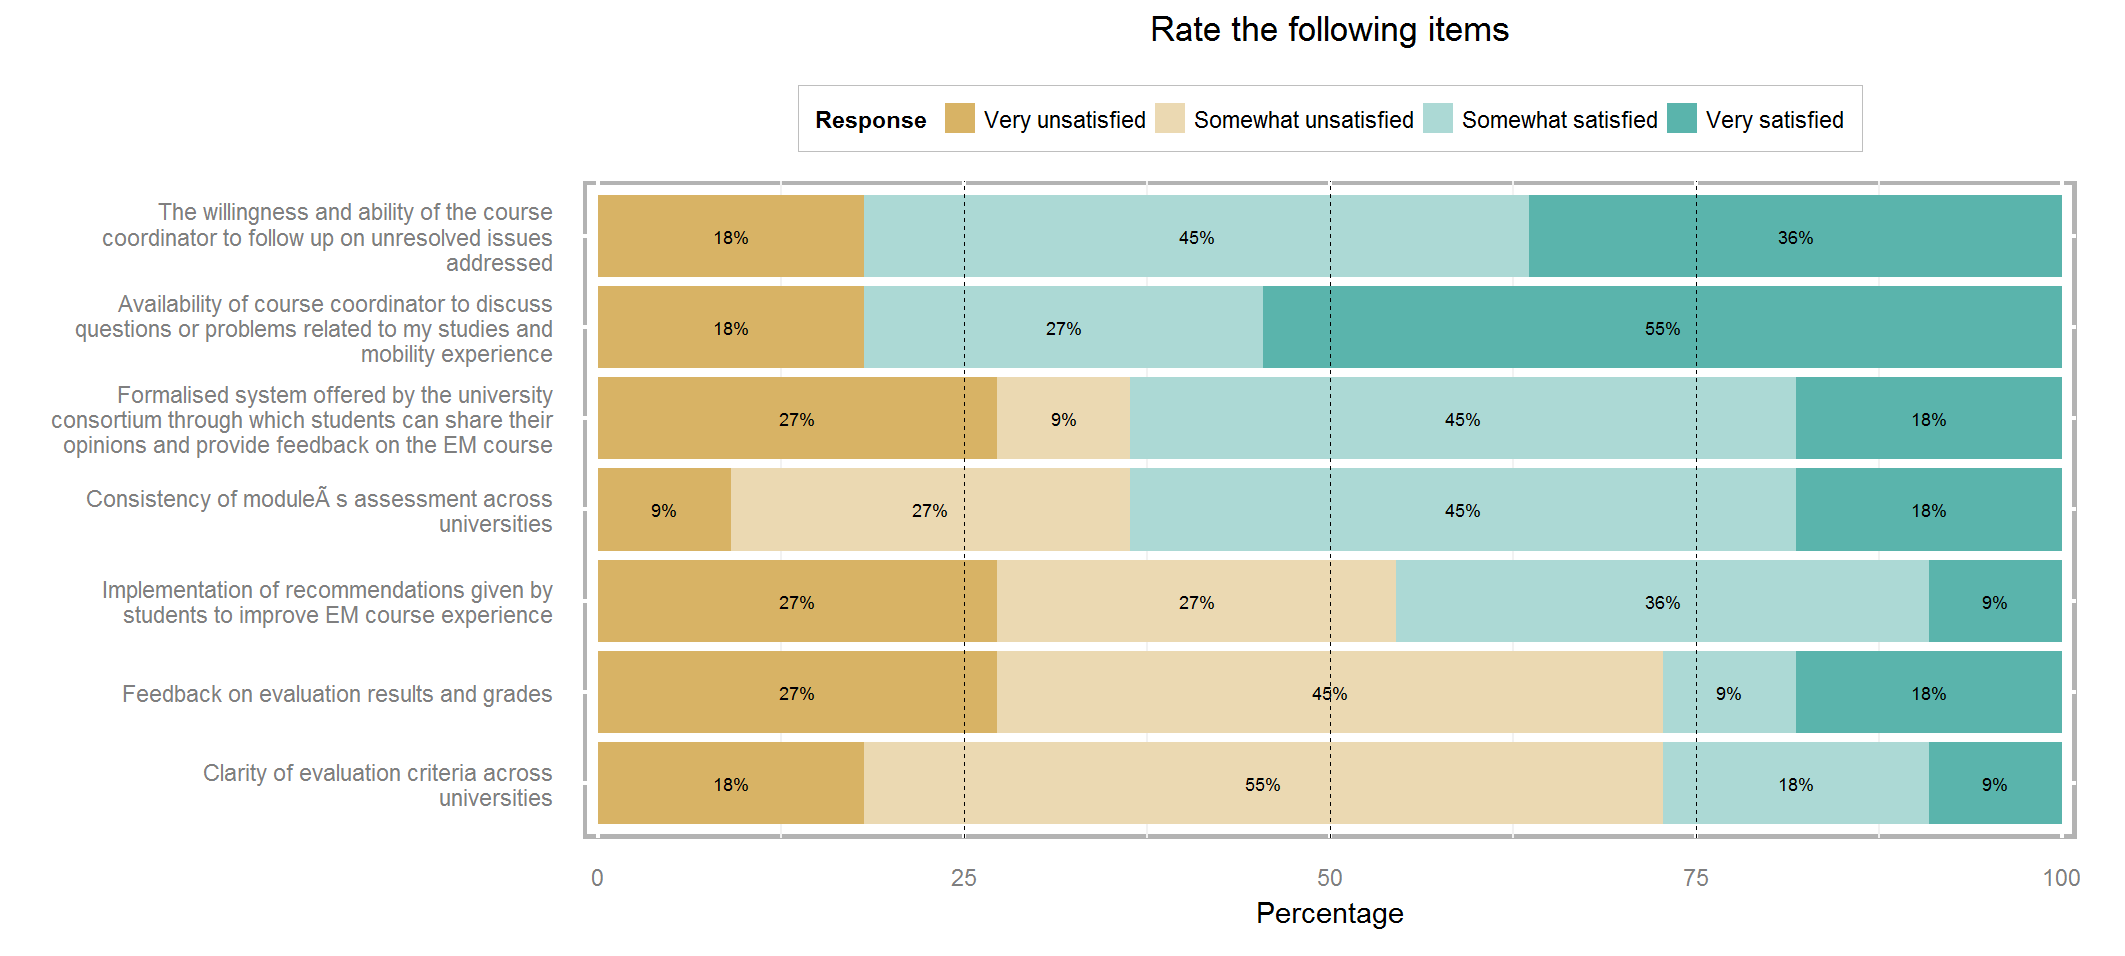 Rate the following items
Response Very unsatisfied Somewhat unsatisfied Somewhat satisfied Very satisfied
The willingness and ability of the course
coordinator to follow up on unresolved issues
addressed
18% 45% 36%
Availability of course coordinator to discuss
questions or problems related to my studies and
mobility experience
18% 27% 55%
Formalised system offered by the university
consortium through which students can share their
opinions and provide feedback on the EM course
27% 9% 45% 18%
Consistency of moduleÃ s assessment across
universities
9% 27% 45% 18%
Implementation of recommendations given by
students to improve EM course experience
27% 27% 36% 9%
Feedback on evaluation results and grades
27% 45% 9% 18%
Clarity of evaluation criteria across
universities
18% 55% 18% 9%
0 25 50 75 100
Percentage